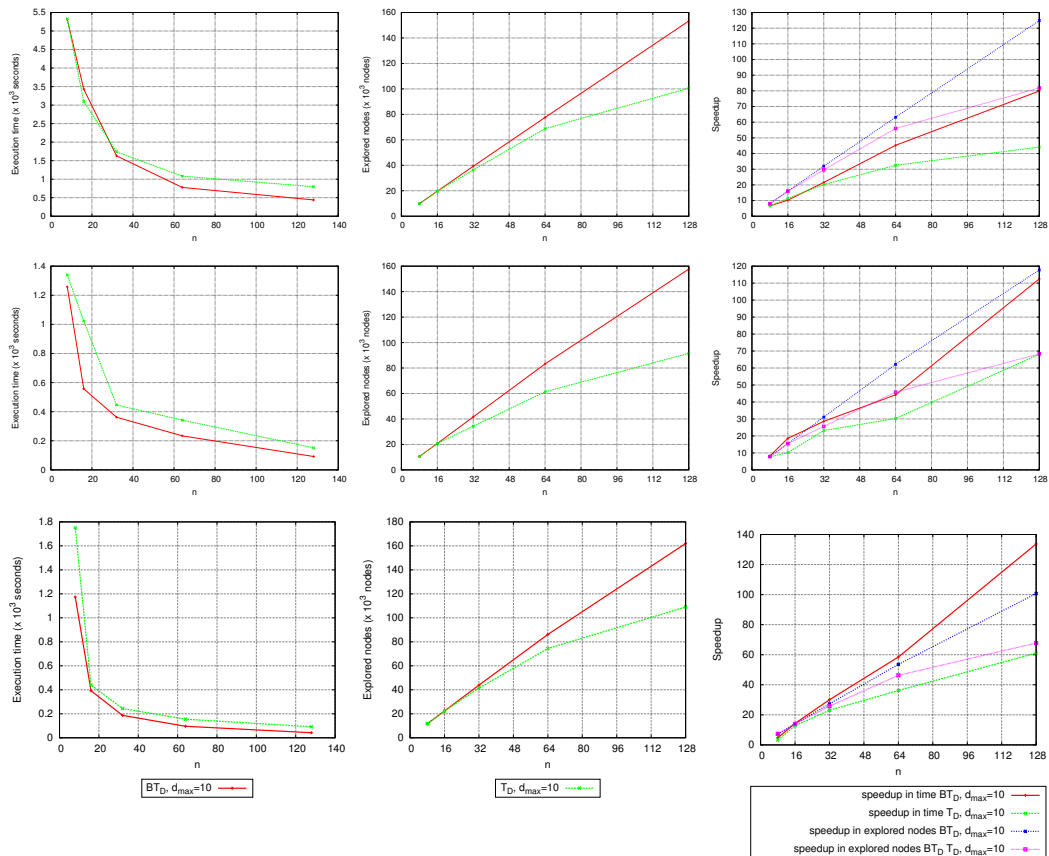 Execution time (x 10³ seconds)
5.5
5
4.5
4
3.5
3
2.5
2
1.5
1
0.5
0
0 20 40 60 80 100 120 140
n
Explored nodes (x 10³ nodes)
160
140
120
100
80
60
40
20
0
0 16 32 48 64 80 96 112 128
n
Speedup
130
120
110
100
90
80
70
60
50
40
30
20
10
0
0 16 32 48 64 80 96 112 128
n
Execution time (x 10³ seconds)
1.4
1.2
1
0.8
0.6
0.4
0.2
0
0 20 40 60 80 100 120 140
n
Explored nodes (x 10³ nodes)
160
140
120
100
80
60
40
20
0
0 16 32 48 64 80 96 112 128
n
Speedup
120
110
100
90
80
70
60
50
40
30
20
10
0
0 16 32 48 64 80 96 112 128
n
Execution time (x 10³ seconds)
1.8
1.6
1.4
1.2
1
0.8
0.6
0.4
0.2
0
0 20 40 60 80 100 120 140
n
Explored nodes (x 10³ nodes)
180
160
140
120
100
80
60
40
20
0
0 16 32 48 64 80 96 112 128
n
Speedup
140
120
100
80
60
40
20
0
0 16 32 48 64 80 96 112 128
n
BT_D, d_max=10
T_D, d_max=10
speedup in time BT_D, d_max=10
speedup in time T_D, d_max=10
speedup in explored nodes BT_D, d_max=10
speedup in explored nodes BT_D T_D, d_max=10